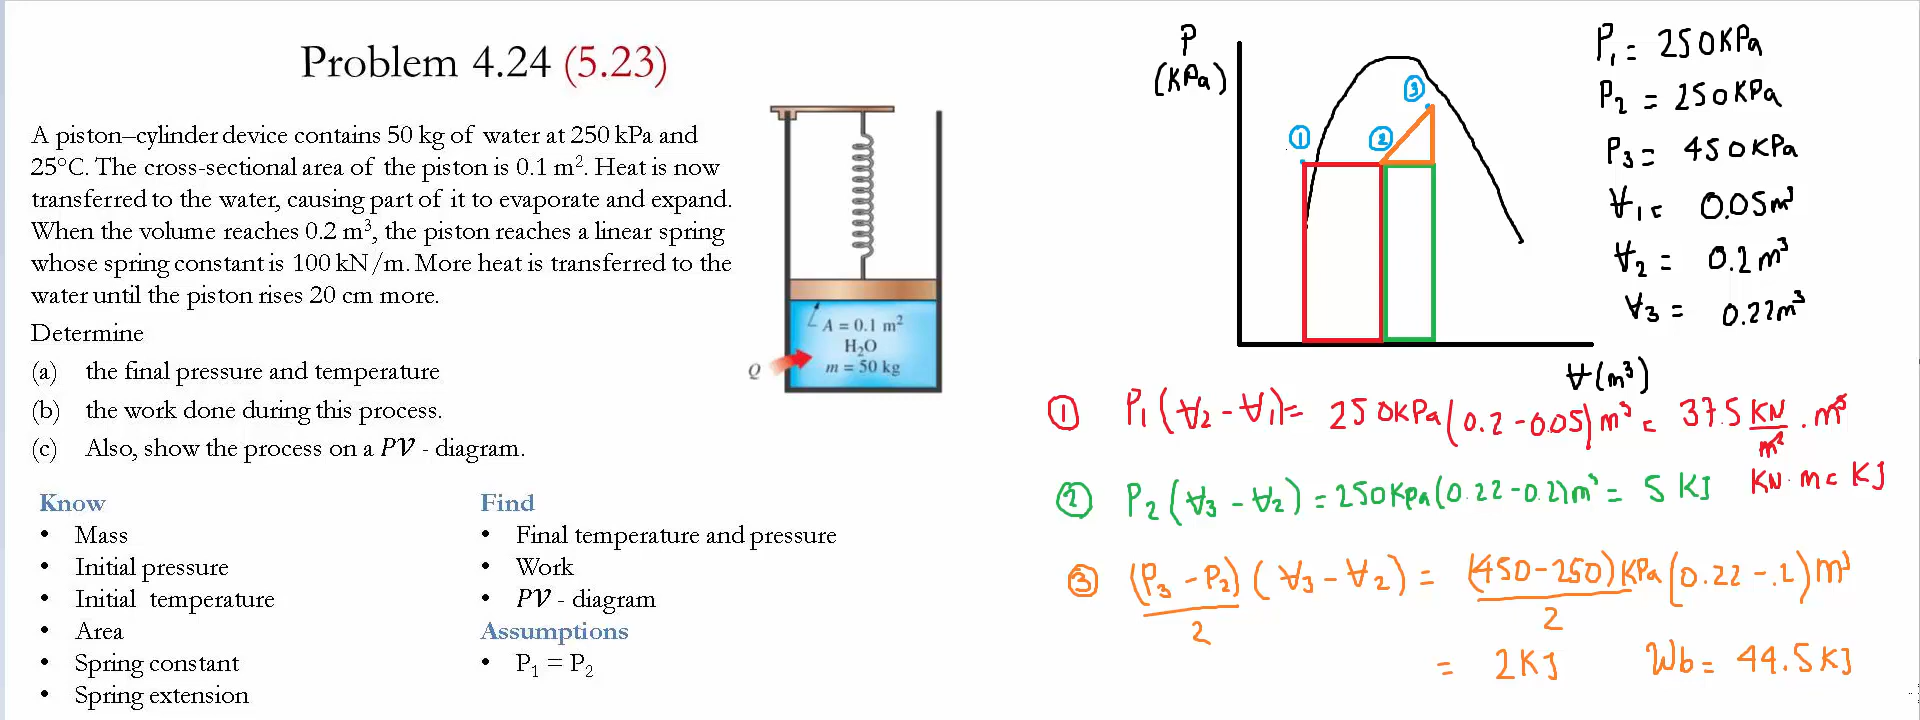 Problem 4.24 (5.23)
A piston–cylinder device contains 50 kg of water at 250 kPa and
25°C. The cross-sectional area of the piston is 0.1 m². Heat is now
transferred to the water, causing part of it to evaporate and expand.
When the volume reaches 0.2 m³, the piston reaches a linear spring
whose spring constant is 100 kN/m. More heat is transferred to the
water until the piston rises 20 cm more.
Determine
(a) the final pressure and temperature
(b) the work done during this process.
(c) Also, show the process on a PV - diagram.
Know
• Mass
• Initial pressure
• Initial temperature
• Area
• Spring constant
• Spring extension
Find
• Final temperature and pressure
• Work
• PV - diagram
Assumptions
• P₁ = P₂
A = 0.1 m²
H₂O
m = 50 kg
Q
P
(KPa)
①
②
③
V(m³)
P₁ = 250KPa
P₂ = 250KPa
P₃ = 450KPa
V₁ = 0.05m³
V₂ = 0.2m³
V₃ = 0.22m³
① P₁(V₂-V₁)= 250KPa(0.2-0.05)m³ = 37.5 KN/m² . m³
KN·m = KJ
② P₂(V₃-V₂)=250Kpa(0.22-0.2)m³= 5 KJ
③ (P₃-P₂)/2 (V₃-V₂) = (450-250)/2 KPa(0.22-.2)m³
= 2KJ Wb= 44.5KJ